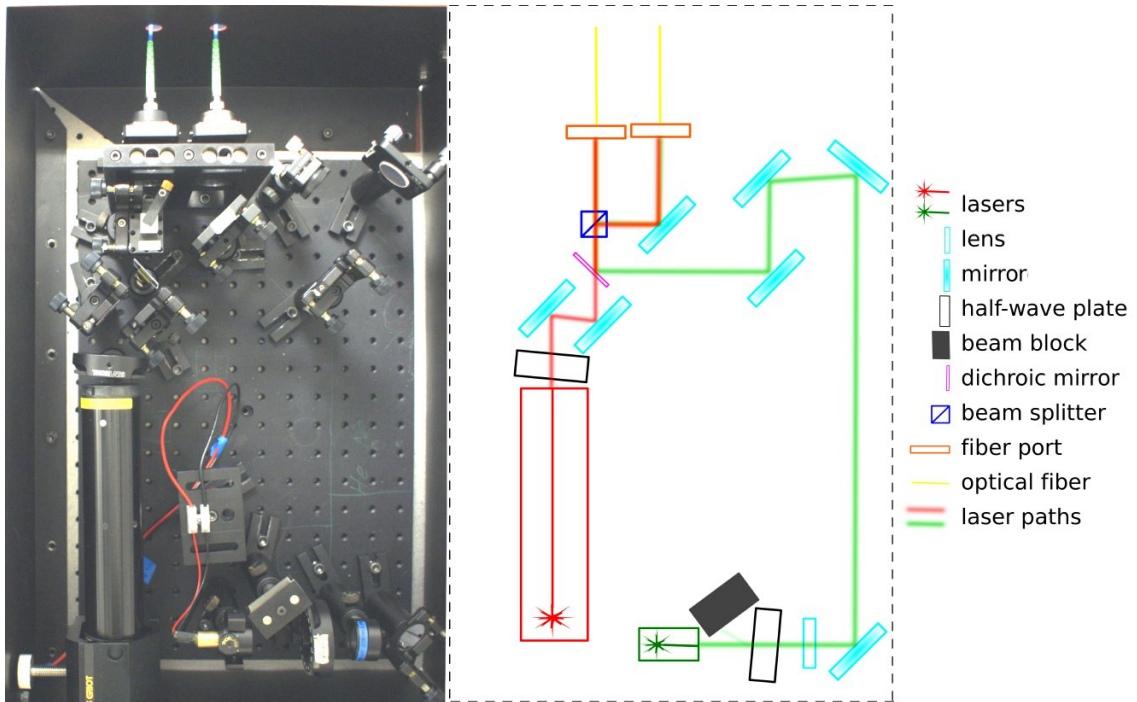 lasers
lens
mirror
half-wave plate
beam block
dichroic mirror
beam splitter
fiber port
optical fiber
laser paths